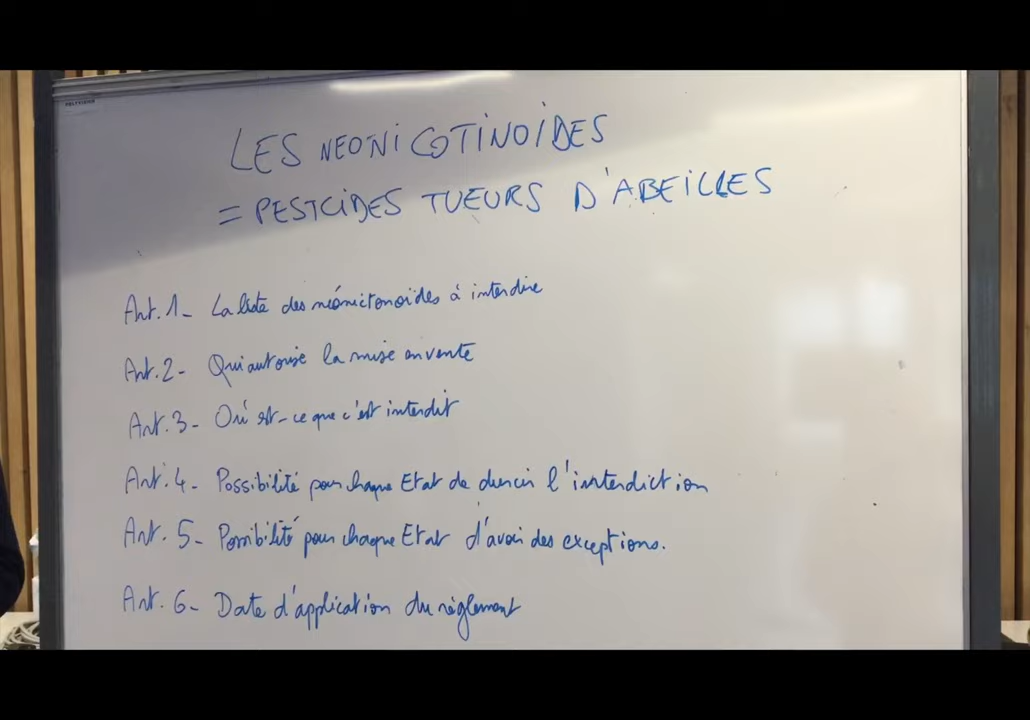 LES NEONICOTINOIDES
= PESTICIDES TUEURS D'ABEILLES
Art. 1 - La liste des néonictonoïdes à interdire
Art. 2 - Qui autorise la mise en vente
Art. 3 - Où est-ce que c'est interdit
Art. 4 - Possibilité pour chaque Etat de durcir l'interdiction
Art. 5 - Possibilité pour chaque Etat d'avoir des exceptions.
Art. 6 - Date d'application du règlement